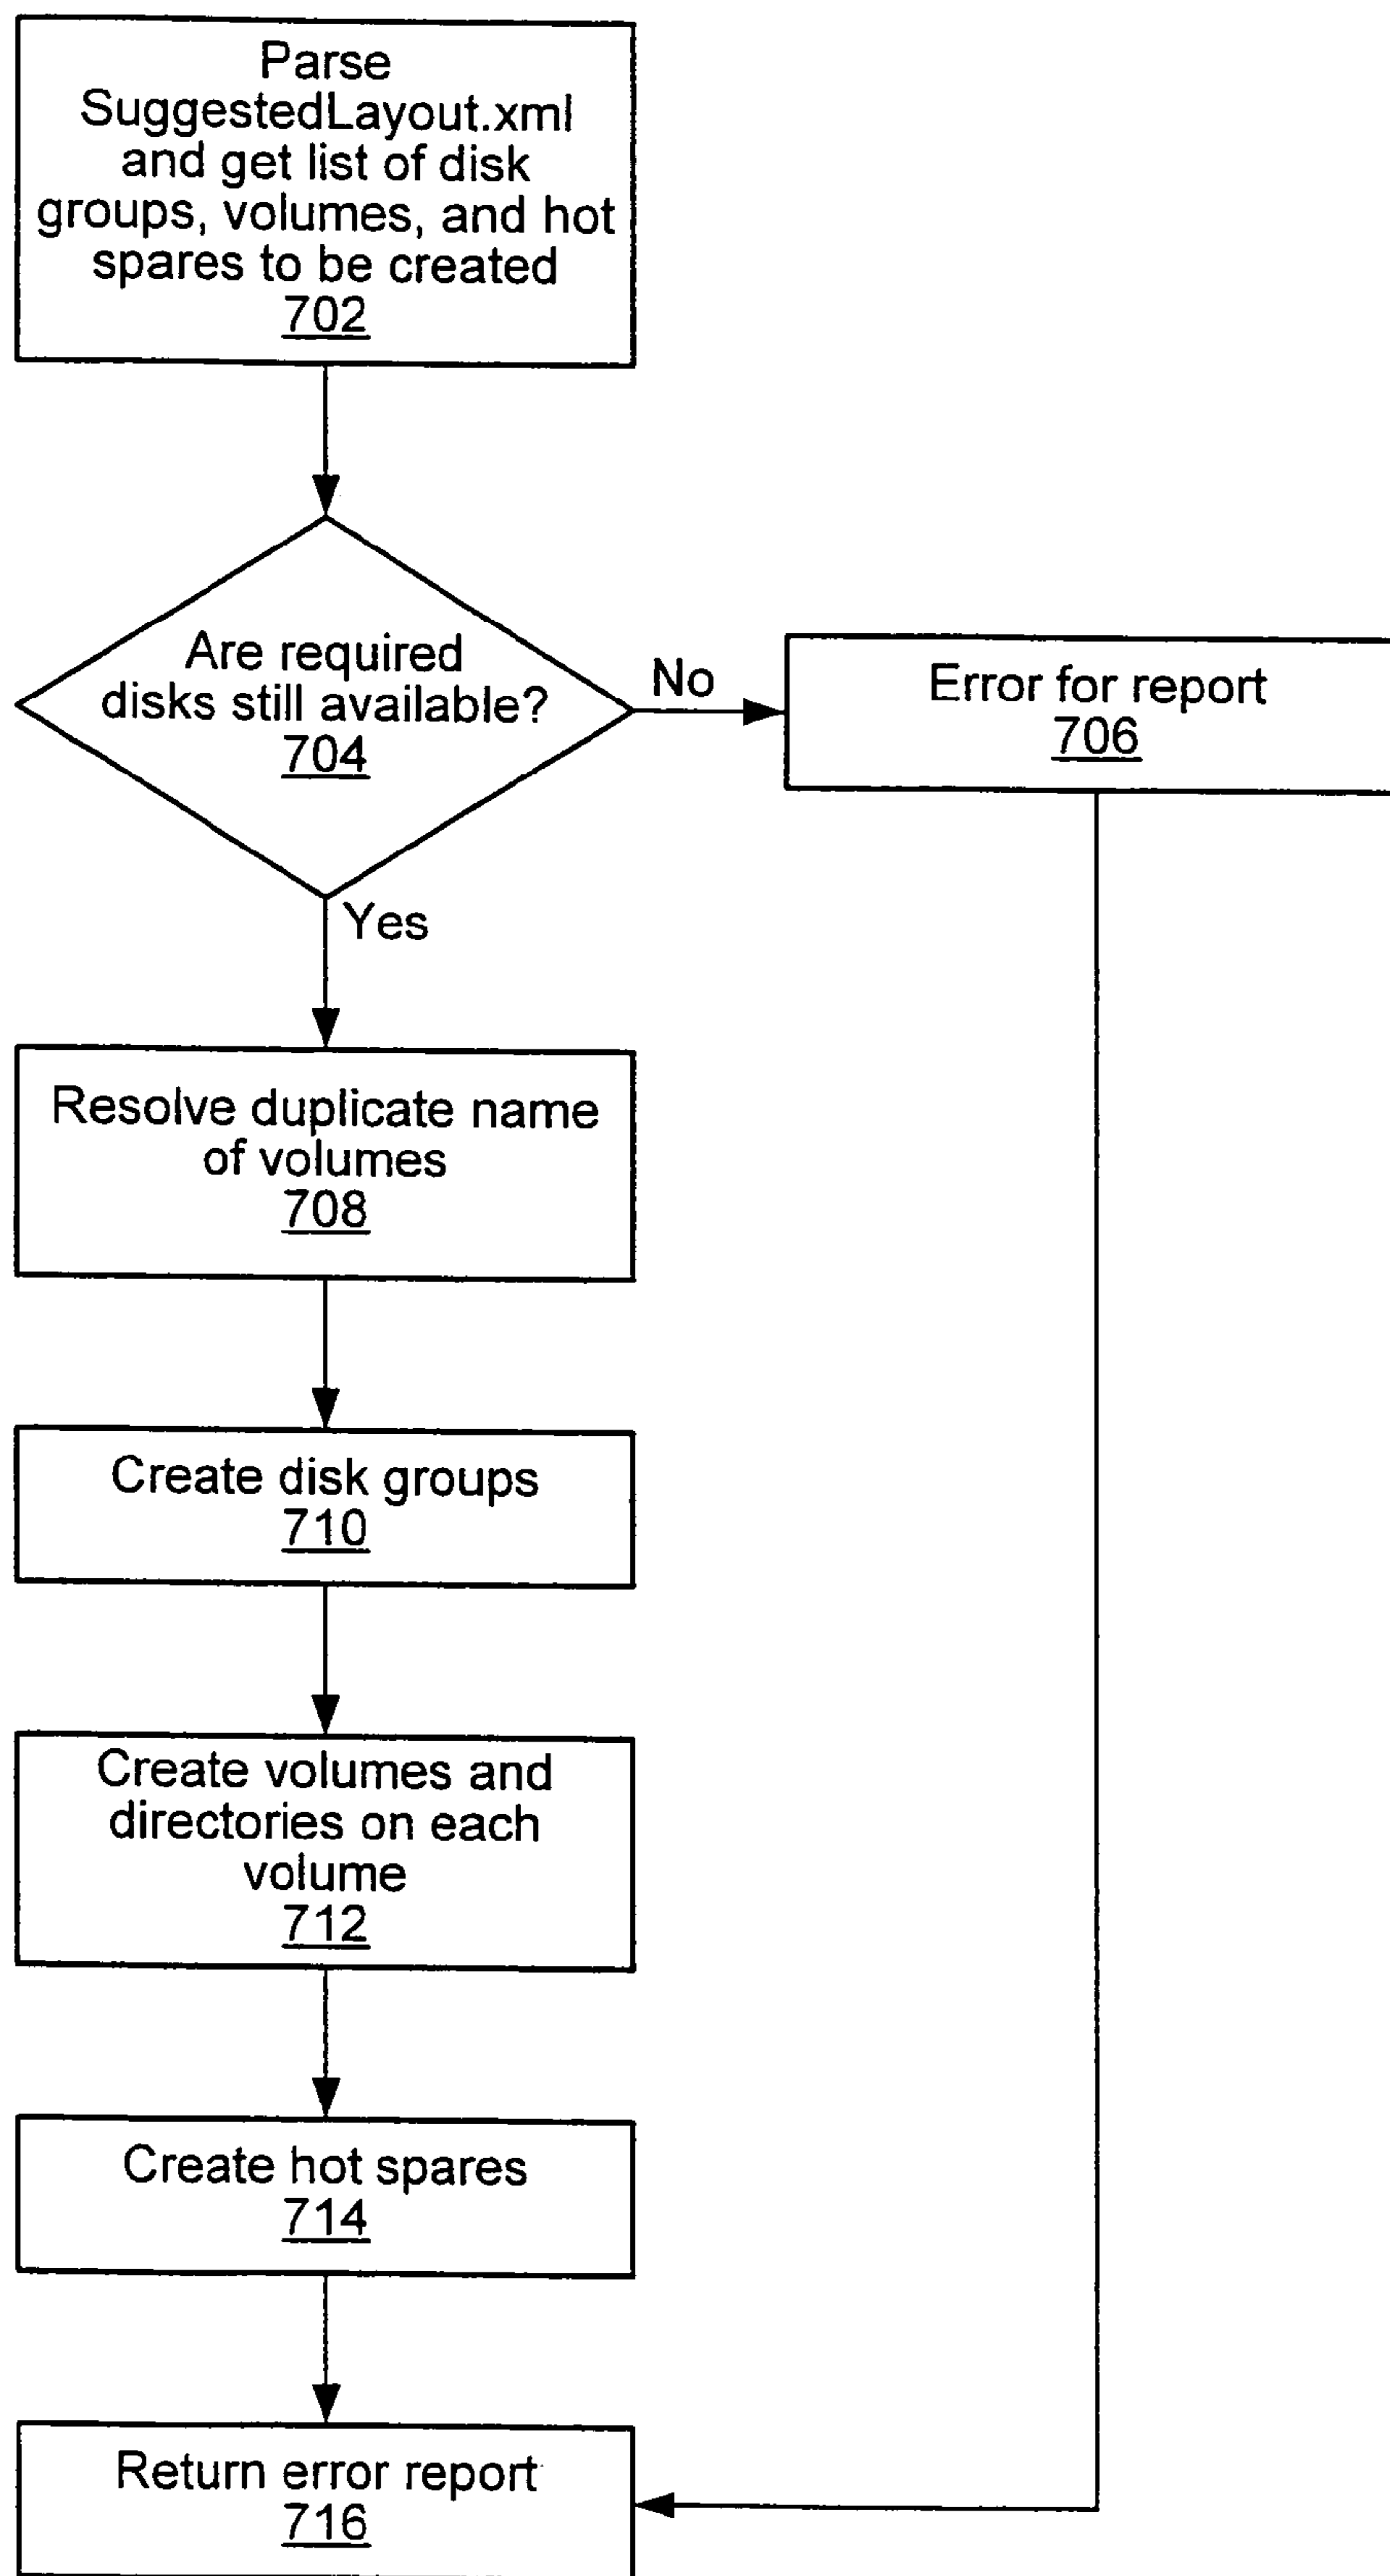 Parse
SuggestedLayout.xml
and get list of disk
groups, volumes, and hot
spares to be created
702
Are required
disks still available?
704
No
Error for report
706
Yes
Resolve duplicate name
of volumes
708
Create disk groups
710
Create volumes and
directories on each
volume
712
Create hot spares
714
Return error report
716